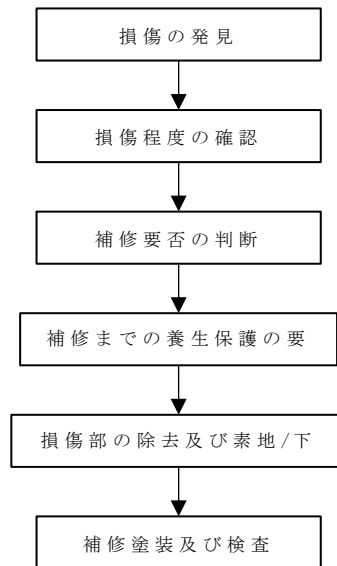 損傷の発見
損傷程度の確認
補修要否の判断
補修までの養生保護の要
損傷部の除去及び素地/下
補修塗装及び検査